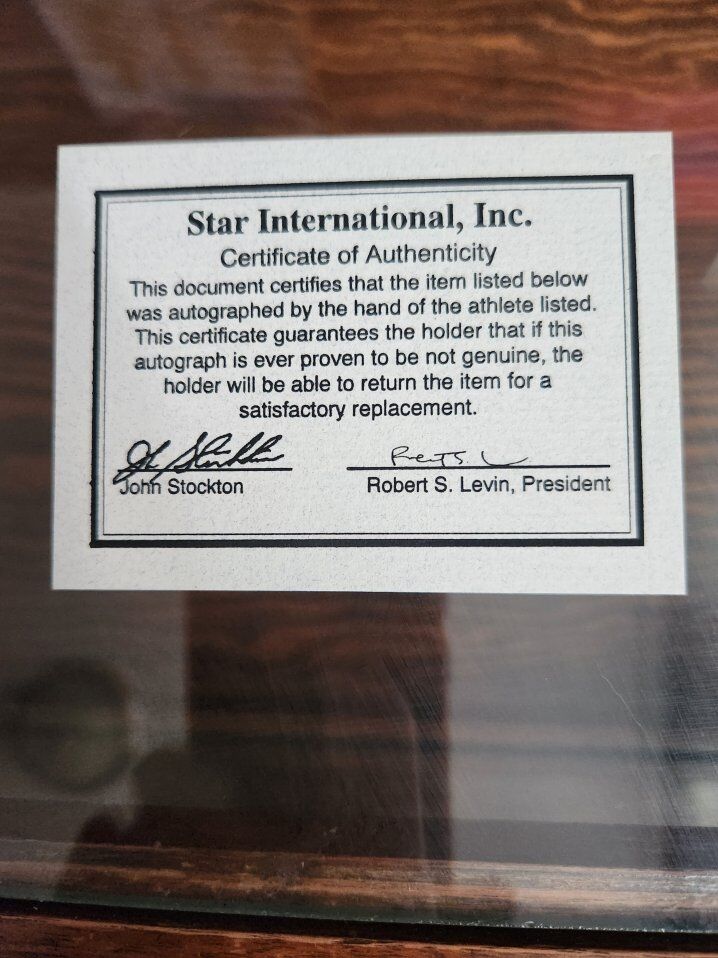 Star International, Inc.
Certificate of Authenticity
This document certifies that the item listed below
was autographed by the hand of the athlete listed.
This certificate guarantees the holder that if this
autograph is ever proven to be not genuine, the
holder will be able to return the item for a
satisfactory replacement.
John Stockton
Robert S. Levin, President